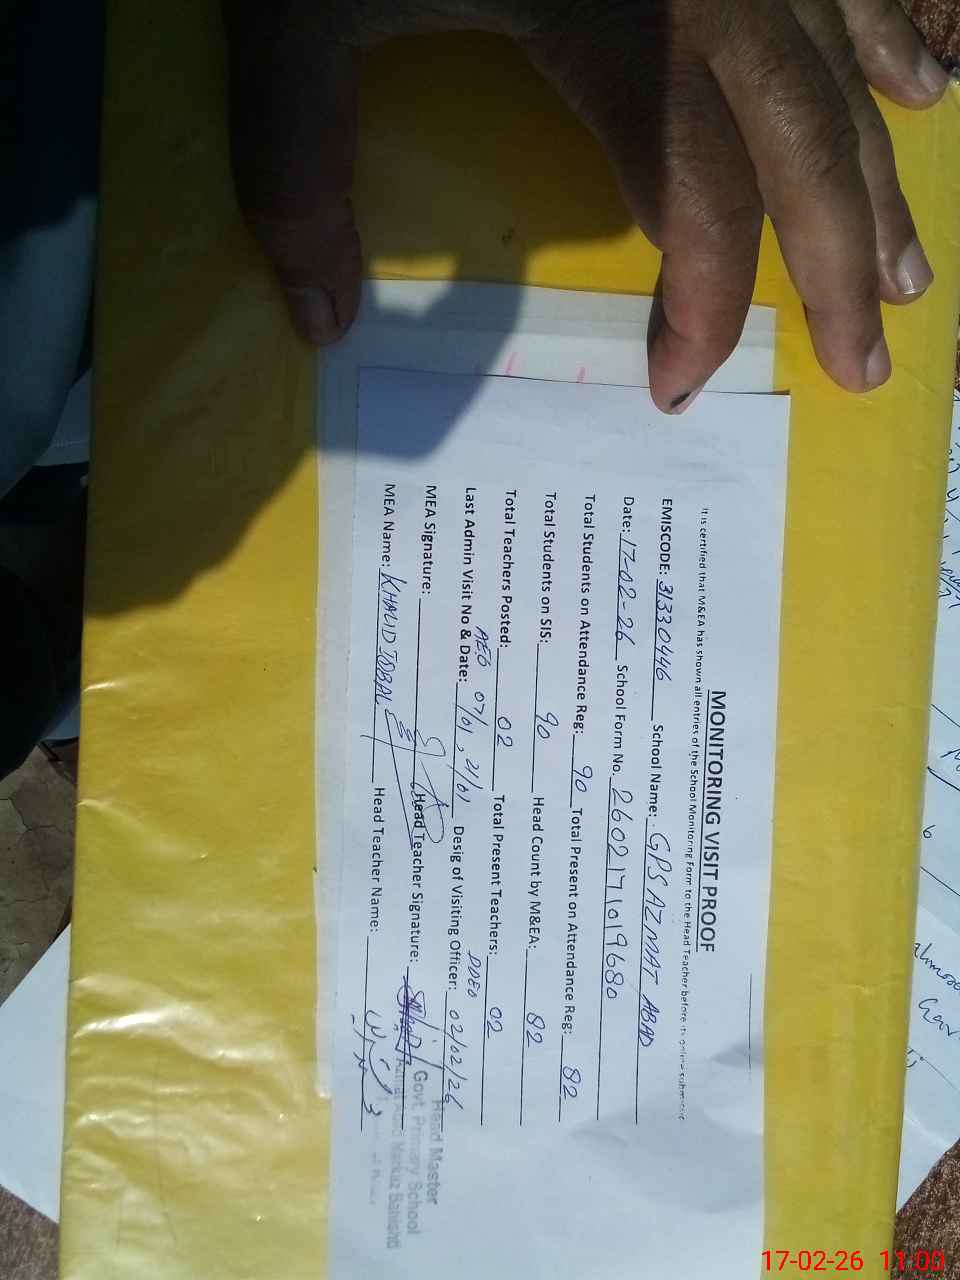 MONITORING VISIT PROOF
It is certified that M&EA has shown all entries of the School Monitoring Form to the Head Teacher before its online
EMISCODE: 31330446 School Name: GPS AZMAT ABAD
Date: 17-02-26 School Form No. 2602171019680
Total Students on Attendance Reg: 90 Total Present on Attendance Reg: 82
Total Students on SIS: 90 Head Count by M&EA: 82
Total Teachers Posted: 02 Total Present Teachers: 02
AEO DDEO
Last Admin Visit No & Date: 07/01, 21/01 Desig of Visiting Officer: 02/02/26
MEA Signature: Head Teacher Signature:
MEA Name: KHALID IQBAL Head Teacher Name:
Head Master
Govt. Primary School
Azmat Abad Markaz
17-02-26 11:00